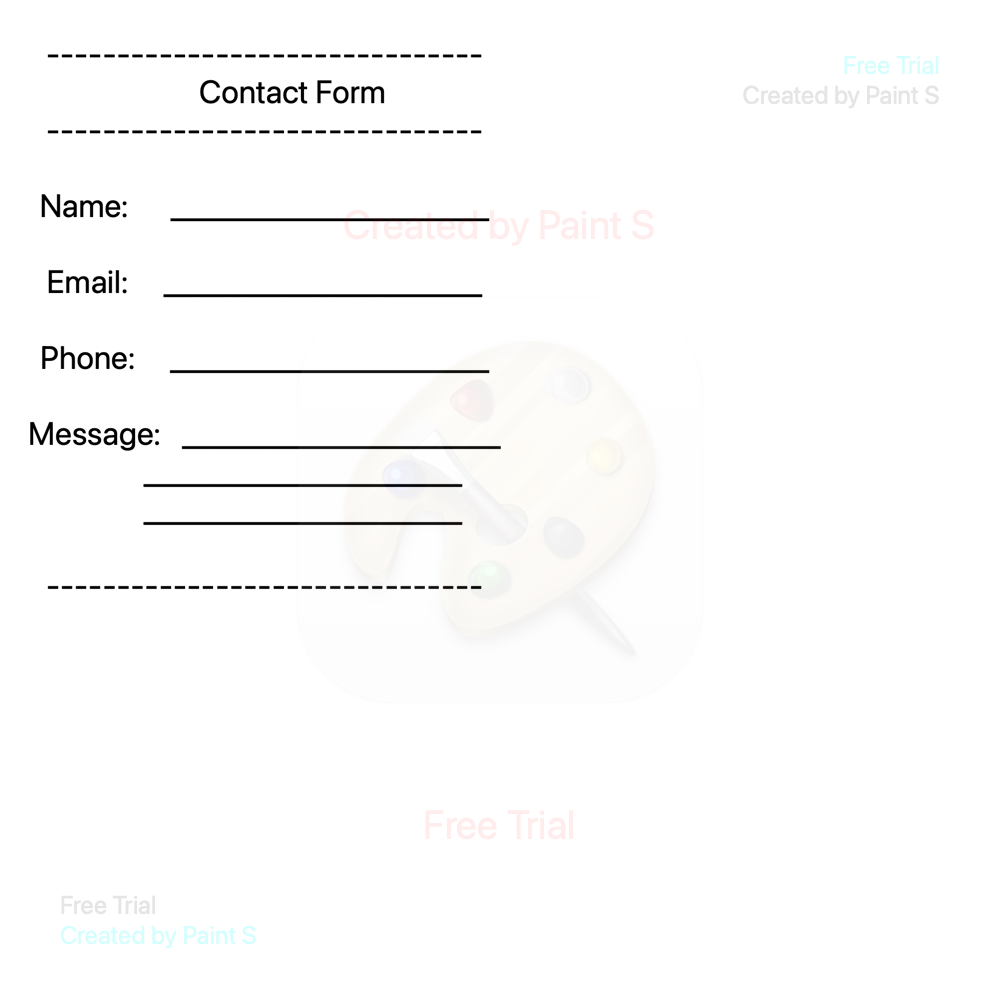 -------------------------------
Contact Form
-------------------------------
Free Trial
Created by Paint S
Name: ____________________
Created by Paint S
Email: ____________________
Phone: ____________________
Message: ____________________
____________________
____________________
-------------------------------
Free Trial
Free Trial
Created by Paint S